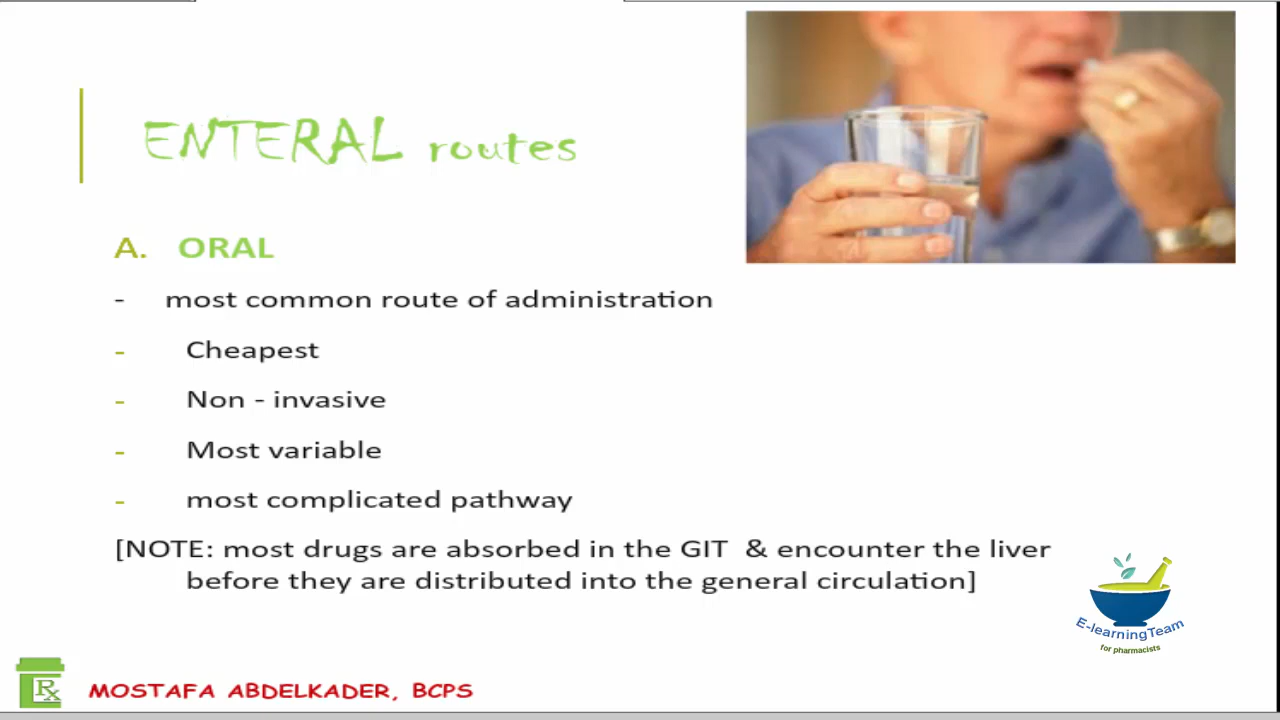 ENTERAL routes
A. ORAL
- most common route of administration
- Cheapest
- Non - invasive
- Most variable
- most complicated pathway
[NOTE: most drugs are absorbed in the GIT & encounter the liver
before they are distributed into the general circulation]
E-learningTeam
for pharmacists
Rx
MOSTAFA ABDELKADER, BCPS